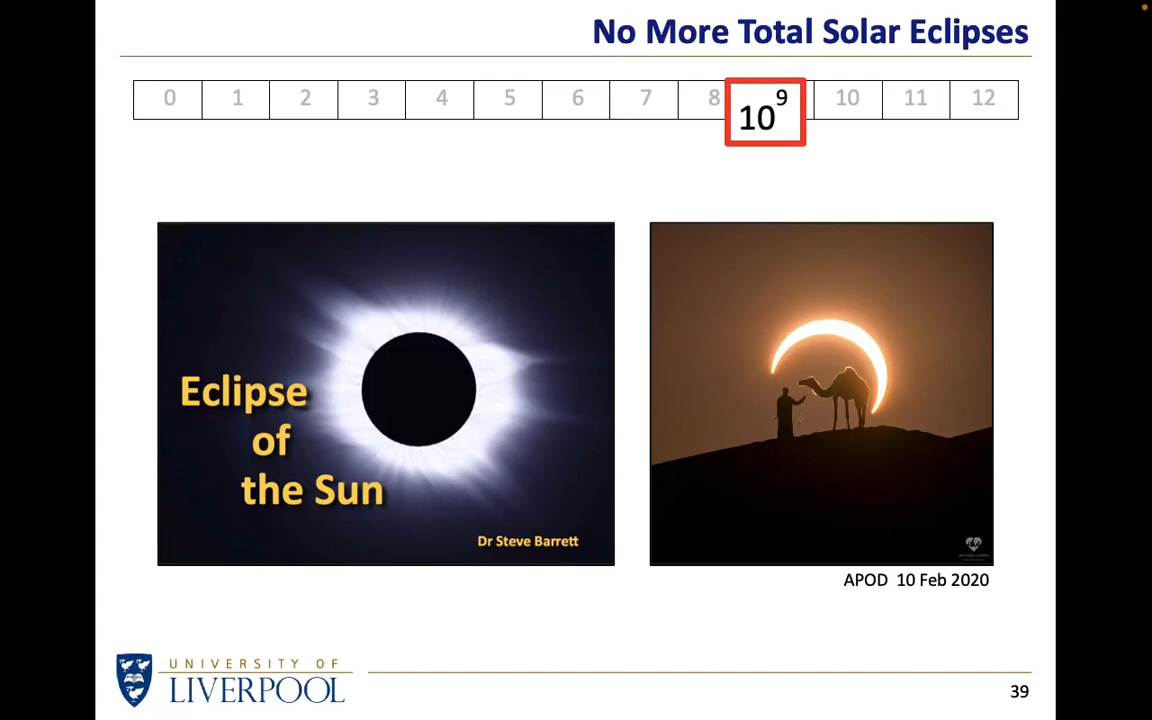 No More Total Solar Eclipses
0 1 2 3 4 5 6 7 8 10⁹ 10 11 12
Eclipse
of
the Sun
Dr Steve Barrett
APOD 10 Feb 2020
UNIVERSITY OF
LIVERPOOL
39